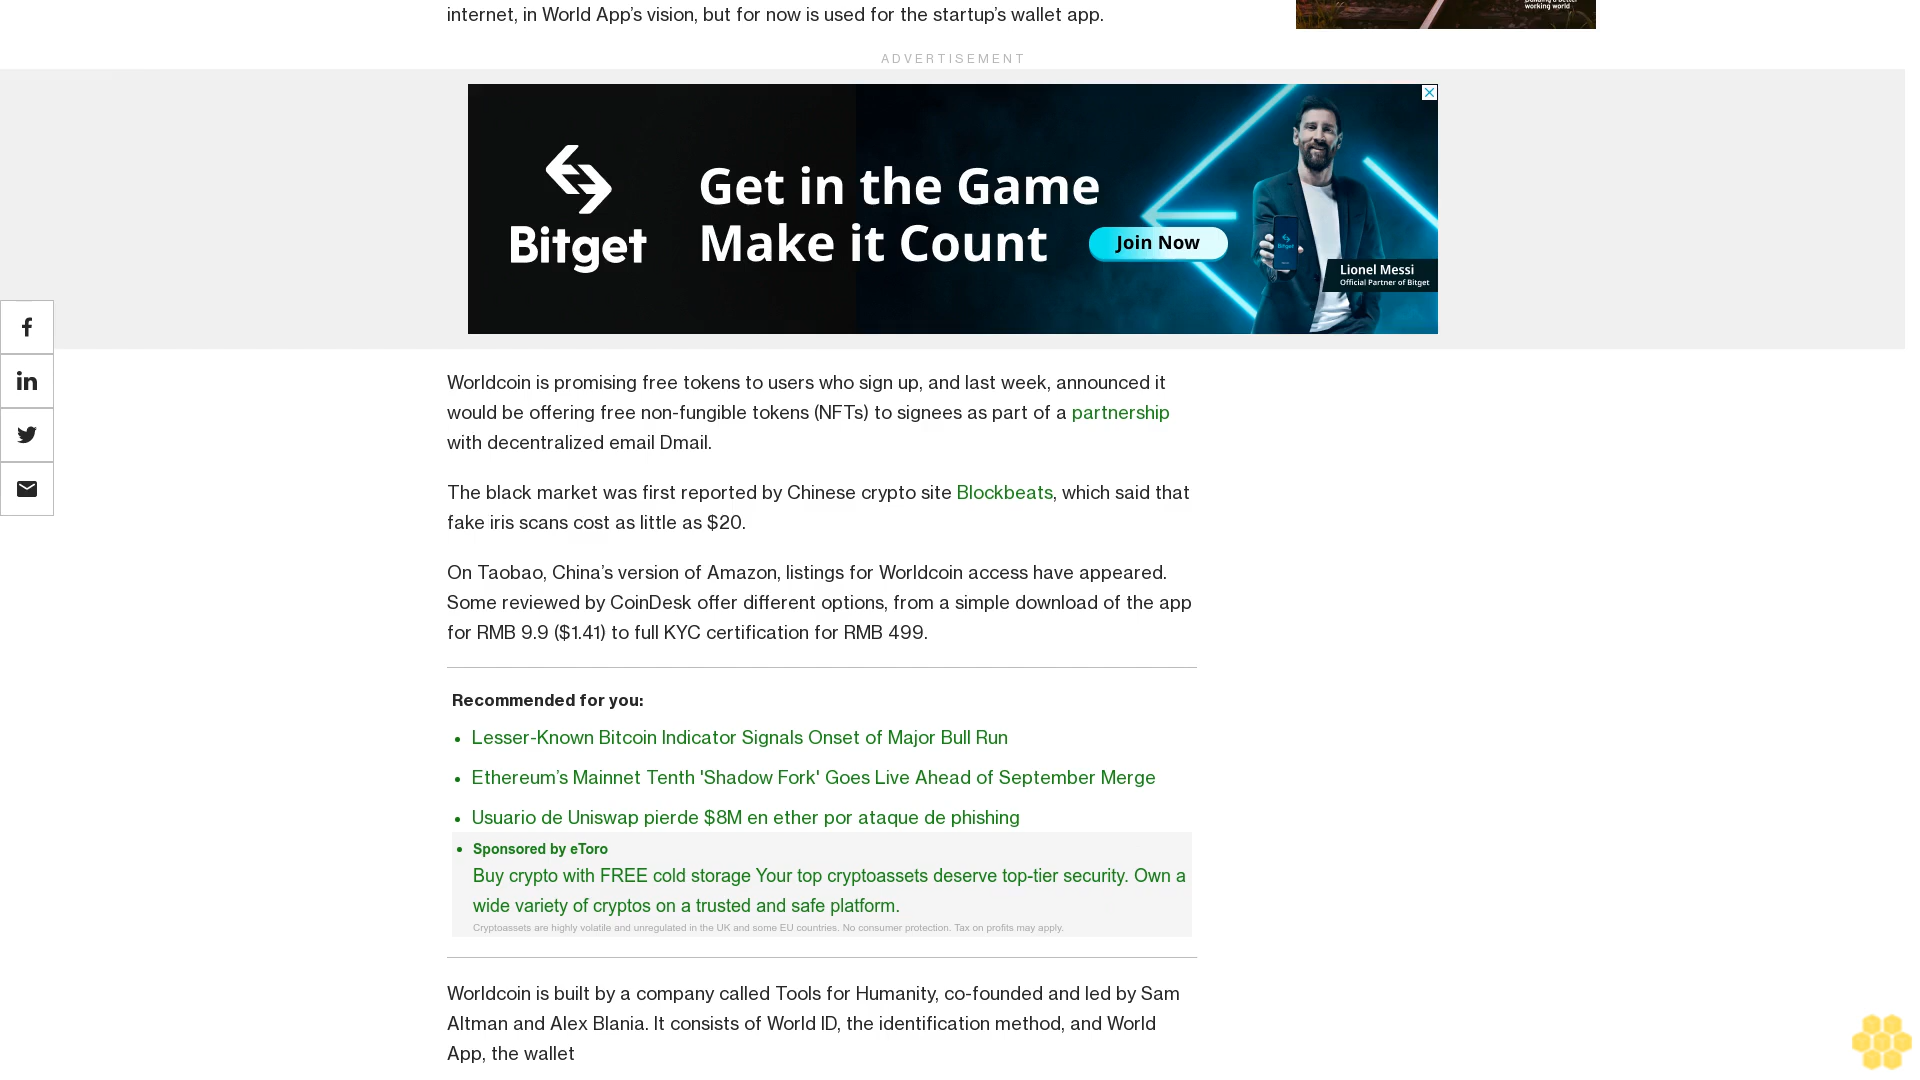 internet, in World App’s vision, but for now is used for the startup’s wallet app.
working world
ADVERTISEMENT
Bitget
Get in the Game
Make it Count
Join Now
Bitget
Lionel Messi
Official Partner of Bitget
Worldcoin is promising free tokens to users who sign up, and last week, announced it
would be offering free non-fungible tokens (NFTs) to signees as part of a partnership
with decentralized email Dmail.
The black market was first reported by Chinese crypto site Blockbeats, which said that
fake iris scans cost as little as $20.
On Taobao, China’s version of Amazon, listings for Worldcoin access have appeared.
Some reviewed by CoinDesk offer different options, from a simple download of the app
for RMB 9.9 ($1.41) to full KYC certification for RMB 499.
Recommended for you:
• Lesser-Known Bitcoin Indicator Signals Onset of Major Bull Run
• Ethereum’s Mainnet Tenth 'Shadow Fork' Goes Live Ahead of September Merge
• Usuario de Uniswap pierde $8M en ether por ataque de phishing
• Sponsored by eToro
Buy crypto with FREE cold storage Your top cryptoassets deserve top-tier security. Own a
wide variety of cryptos on a trusted and safe platform.
Cryptoassets are highly volatile and unregulated in the UK and some EU countries. No consumer protection. Tax on profits may apply.
Worldcoin is built by a company called Tools for Humanity, co-founded and led by Sam
Altman and Alex Blania. It consists of World ID, the identification method, and World
App, the wallet